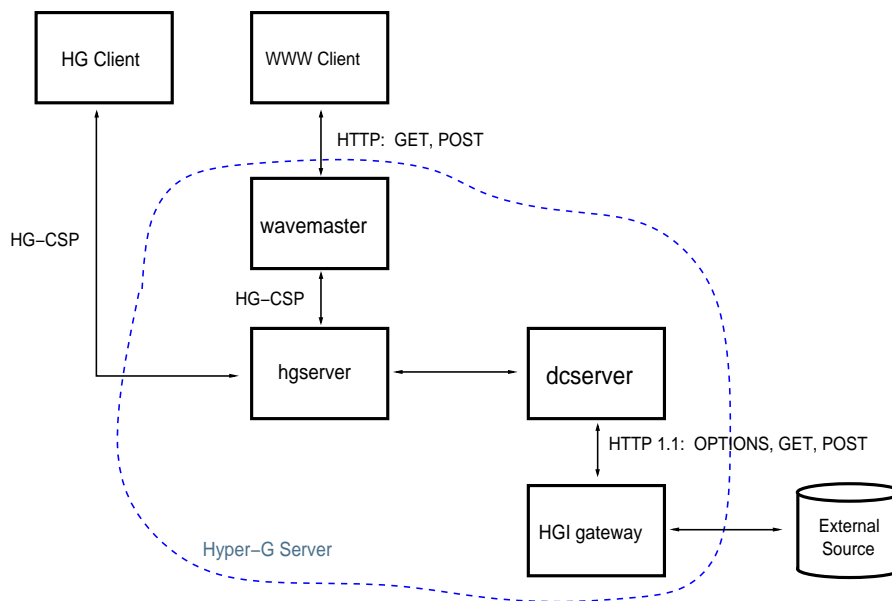 HG Client
WWW Client
HTTP: GET, POST
wavemaster
HG–CSP
HG–CSP
hgserver
dcserver
HTTP 1.1: OPTIONS, GET, POST
HGI gateway
External
Source
Hyper–G Server